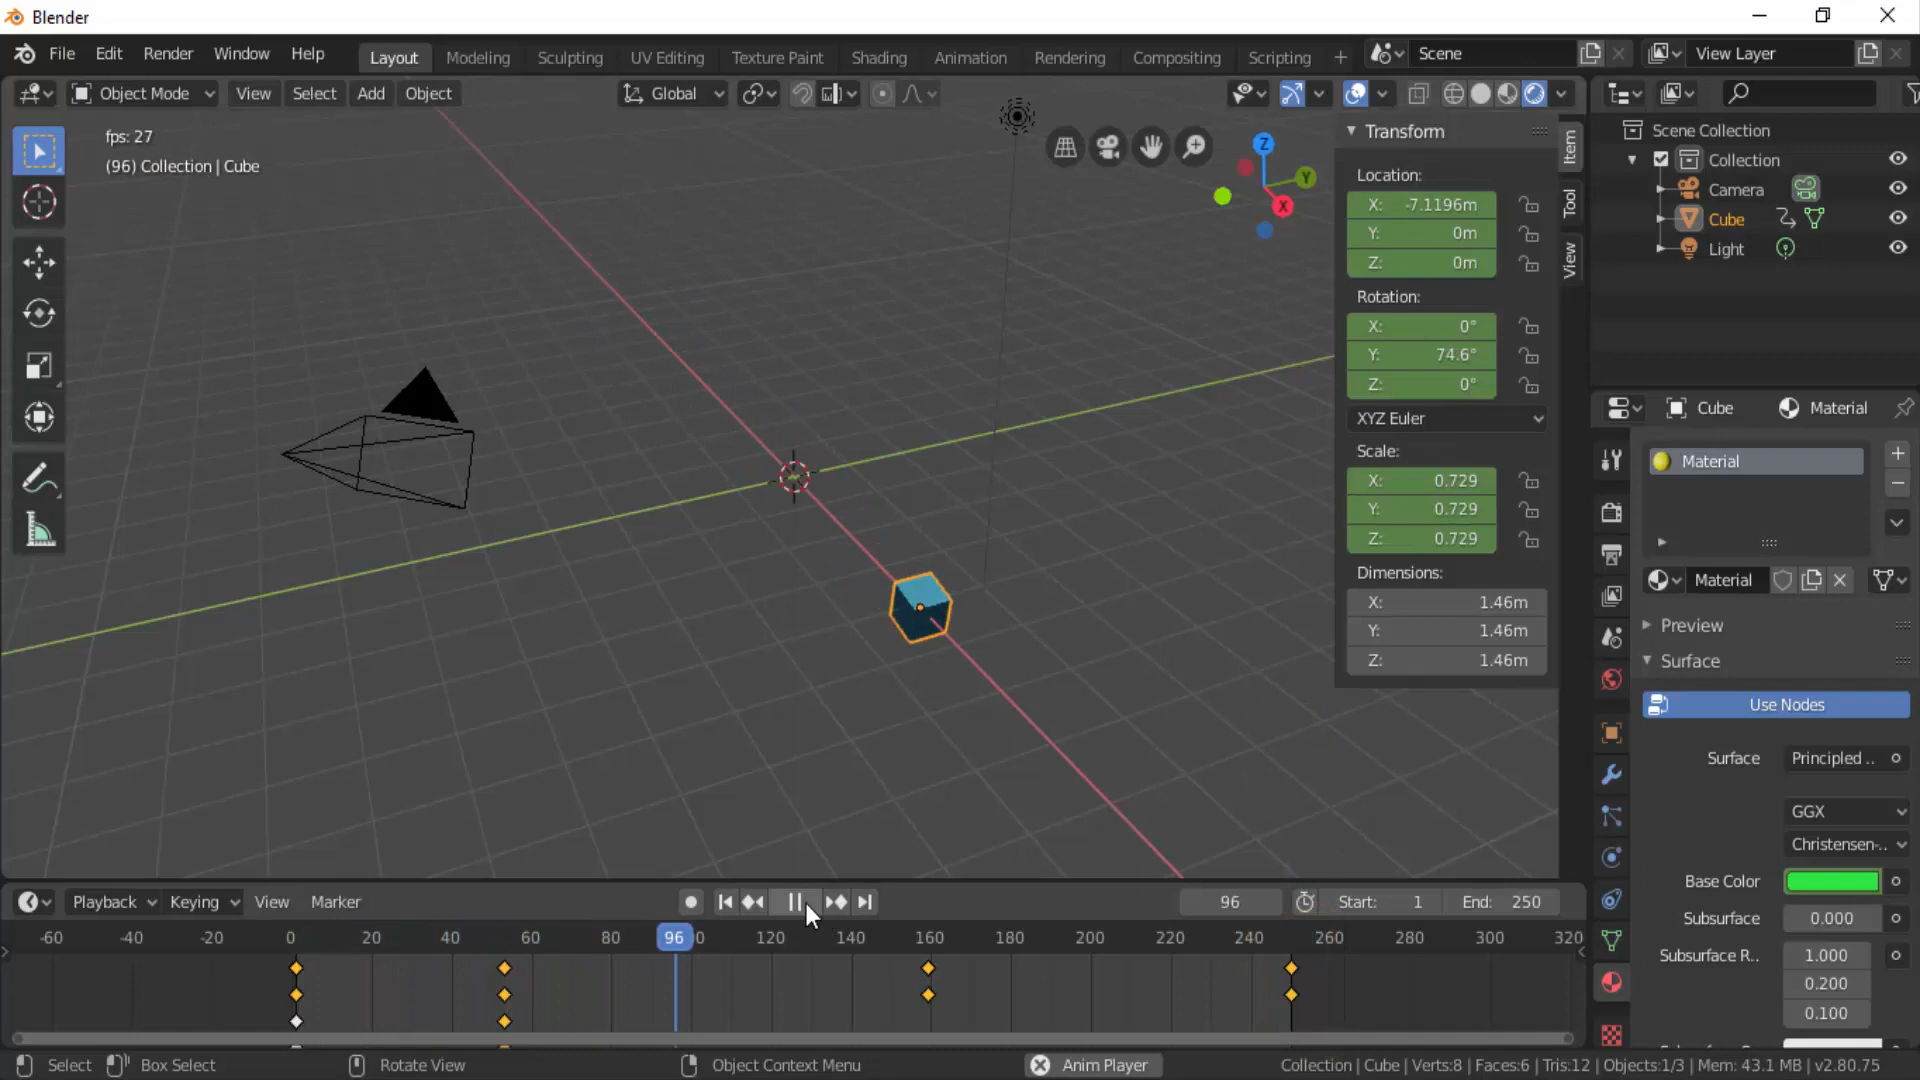 Blender
File Edit Render Window Help Layout Modeling Sculpting UV Editing Texture Paint Shading Animation Rendering Compositing Scripting + Scene View Layer
Object Mode View Select Add Object Global
fps: 27
(96) Collection | Cube
Z
Y
X
Transform
Location:
X: -7.1196m
Y: 0m
Z: 0m
Rotation:
X: 0°
Y: 74.6°
Z: 0°
XYZ Euler
Scale:
X: 0.729
Y: 0.729
Z: 0.729
Dimensions:
X: 1.46m
Y: 1.46m
Z: 1.46m
Item
Tool
View
Scene Collection
Collection
Camera
Cube
Light
Cube Material
Material
Material
Preview
Surface
Use Nodes
Surface Principled ..
GGX
Christensen-..
Base Color
Subsurface 0.000
Subsurface R.. 1.000
0.200
0.100
Playback Keying View Marker 96 Start: 1 End: 250
-60 -40 -20 0 20 40 60 80 96 0 120 140 160 180 200 220 240 260 280 300 320
Select Box Select Rotate View Object Context Menu Anim Player Collection | Cube | Verts:8 | Faces:6 | Tris:12 | Objects:1/3 | Mem: 43.1 MB | v2.80.75